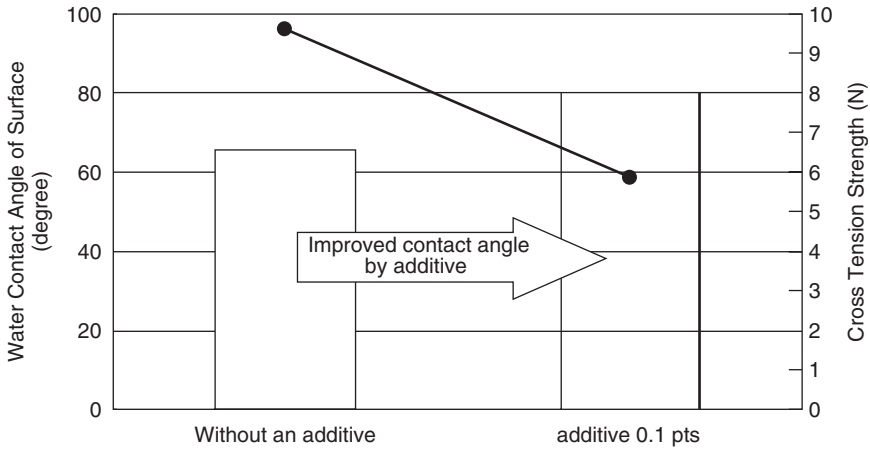 Water Contact Angle of Surface
(degree)
100
80
60
40
20
0
Improved contact angle
by additive
Without an additive
additive 0.1 pts
10
9
8
7
6
5
4
3
2
1
0
Cross Tension Strength (N)